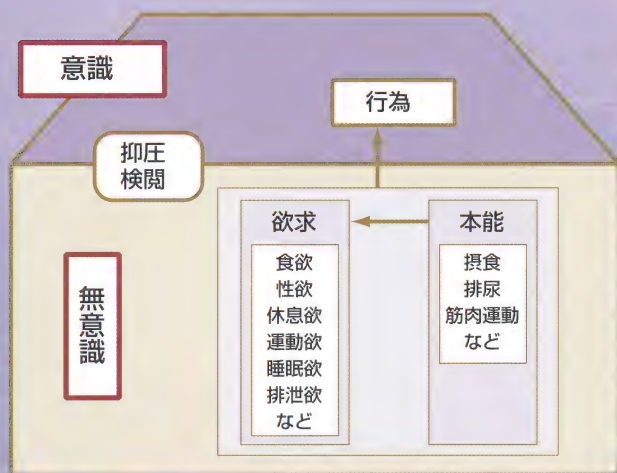 意識
行為
抑圧
検閲
無意識
欲求
食欲
性欲
休息欲
運動欲
睡眠欲
排泄欲
など
本能
摂食
排尿
筋肉運動
など